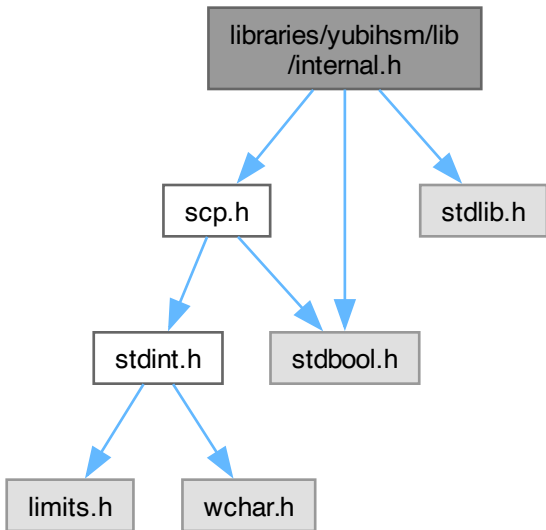 libraries/yubihsm/lib
/internal.h
scp.h
stdlib.h
stdint.h
stdbool.h
limits.h
wchar.h